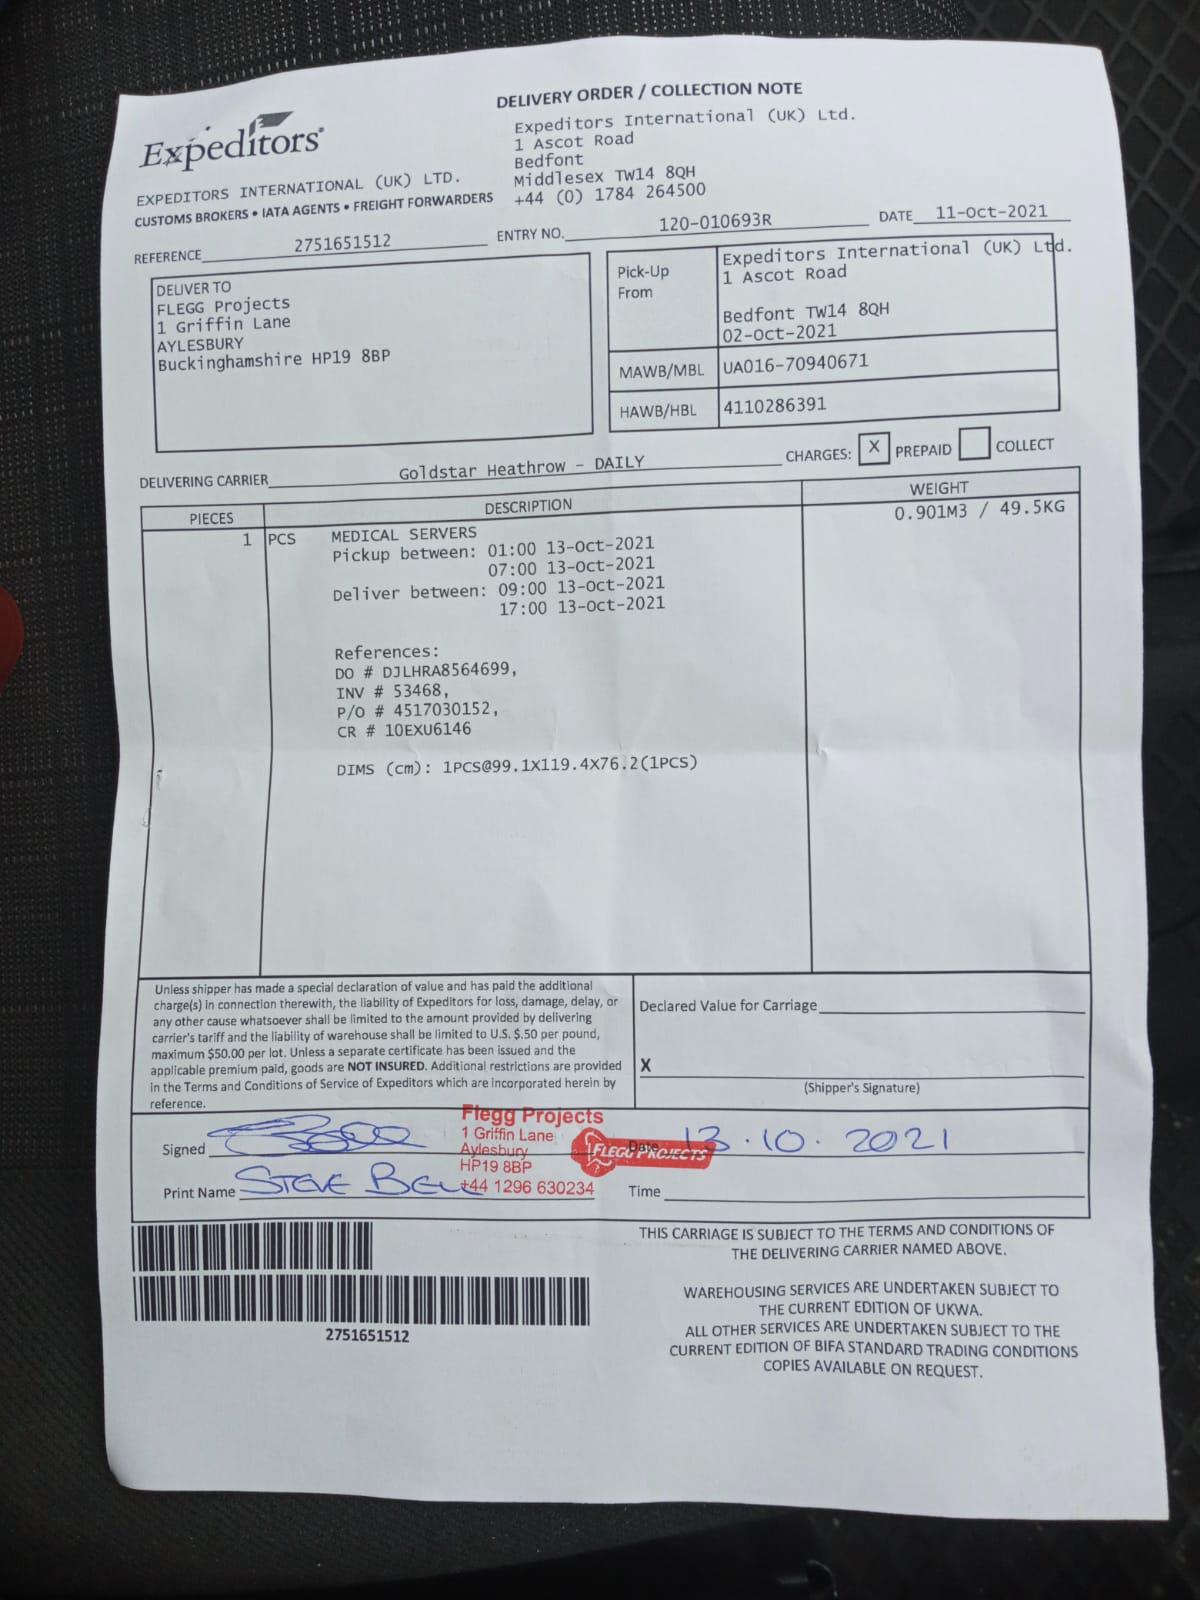 DELIVERY ORDER / COLLECTION NOTE
Expeditors®
EXPEDITORS INTERNATIONAL (UK) LTD.
CUSTOMS BROKERS • IATA AGENTS • FREIGHT FORWARDERS
Expeditors International (UK) Ltd.
1 Ascot Road
Bedfont
Middlesex TW14 8QH
+44 (0) 1784 264500
REFERENCE 2751651512 ENTRY NO. 120-010693R DATE 11-Oct-2021
DELIVER TO
FLEGG Projects
1 Griffin Lane
AYLESBURY
Buckinghamshire HP19 8BP
Pick-Up
From
Expeditors International (UK) Ltd.
1 Ascot Road
Bedfont TW14 8QH
02-Oct-2021
MAWB/MBL UA016-70940671
HAWB/HBL 4110286391
DELIVERING CARRIER Goldstar Heathrow - DAILY CHARGES: X PREPAID COLLECT
PIECES DESCRIPTION WEIGHT
1 PCS MEDICAL SERVERS 0.901M3 / 49.5KG
Pickup between: 01:00 13-Oct-2021
07:00 13-Oct-2021
Deliver between: 09:00 13-Oct-2021
17:00 13-Oct-2021
References:
DO # DJLHRA8564699,
INV # 53468,
P/O # 4517030152,
CR # 10EXU6146
DIMS (cm): 1PCS@99.1X119.4X76.2(1PCS)
Unless shipper has made a special declaration of value and has paid the additional
charge(s) in connection therewith, the liability of Expeditors for loss, damage, delay, or
any other cause whatsoever shall be limited to the amount provided by delivering
carrier's tariff and the liability of warehouse shall be limited to U.S. $.50 per pound,
maximum $50.00 per lot. Unless a separate certificate has been issued and the
applicable premium paid, goods are NOT INSURED. Additional restrictions are provided
in the Terms and Conditions of Service of Expeditors which are incorporated herein by
reference.
Declared Value for Carriage
X
(Shipper's Signature)
Signed
Print Name STEVE BELL
Flegg Projects
1 Griffin Lane
Aylesbury
HP19 8BP
+44 1296 630234
FLEGG PROJECTS
Date 13.10.2021
Time
2751651512
THIS CARRIAGE IS SUBJECT TO THE TERMS AND CONDITIONS OF
THE DELIVERING CARRIER NAMED ABOVE.
WAREHOUSING SERVICES ARE UNDERTAKEN SUBJECT TO
THE CURRENT EDITION OF UKWA.
ALL OTHER SERVICES ARE UNDERTAKEN SUBJECT TO THE
CURRENT EDITION OF BIFA STANDARD TRADING CONDITIONS
COPIES AVAILABLE ON REQUEST.